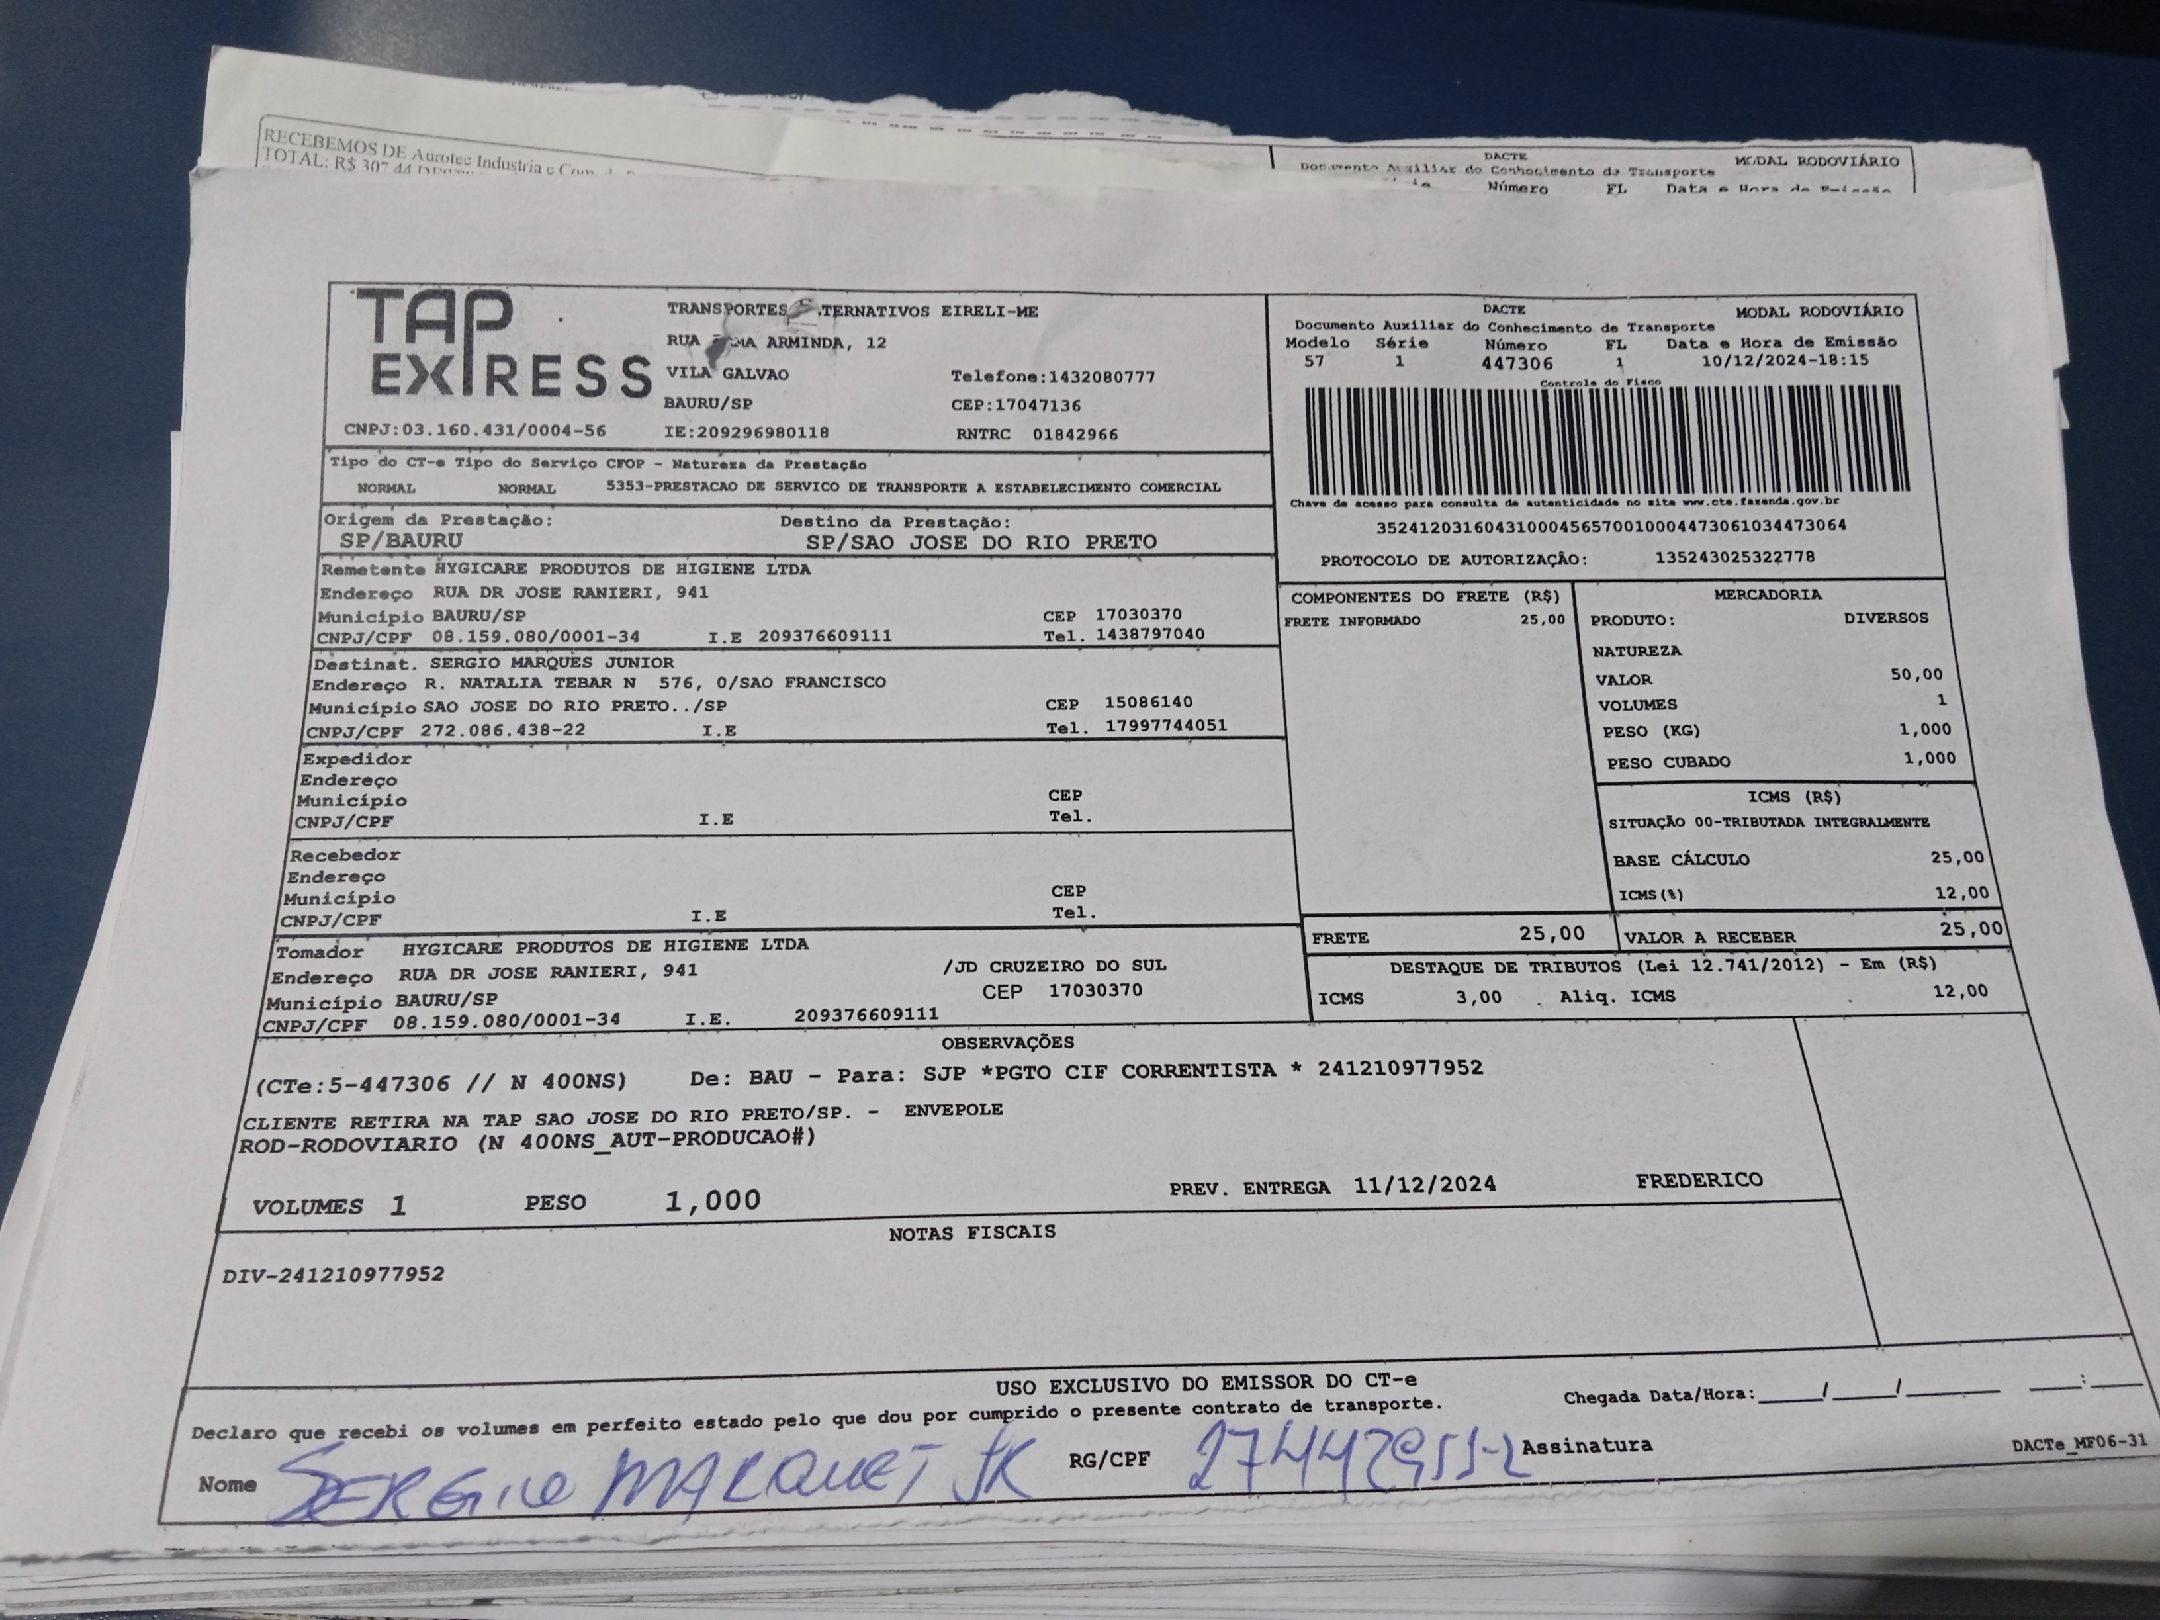 RECEBEMOS DE Aurotec Industria e Com.
TOTAL: R$ 307,44
DACTE MODAL RODOVIÁRIO
Documento Auxiliar do Conhecimento de Transporte
Número FL Data e Hora de Emissão
TAP EXPRESS
TRANSPORTES TERNATIVOS EIRELI-ME
RUA ARMINDA, 12
VILA GALVAO Telefone:1432080777
BAURU/SP CEP:17047136
CNPJ:03.160.431/0004-56 IE:209296980118 RNTRC 01842966
DACTE MODAL RODOVIÁRIO
Documento Auxiliar do Conhecimento de Transporte
Modelo Série Número FL Data e Hora de Emissão
57 1 447306 1 10/12/2024-18:15
Controle do Fisco
Chave de acesso para consulta de autenticidade no site www.cte.fazenda.gov.br
35241203160431000456570010004473061034473064
PROTOCOLO DE AUTORIZAÇÃO: 135243025322778
Tipo do CT-e Tipo do Serviço CFOP - Natureza da Prestação
NORMAL NORMAL 5353-PRESTACAO DE SERVICO DE TRANSPORTE A ESTABELECIMENTO COMERCIAL
Origem da Prestação: Destino da Prestação:
SP/BAURU SP/SAO JOSE DO RIO PRETO
Remetente HYGICARE PRODUTOS DE HIGIENE LTDA
Endereço RUA DR JOSE RANIERI, 941
Município BAURU/SP CEP 17030370
CNPJ/CPF 08.159.080/0001-34 I.E 209376609111 Tel. 1438797040
Destinat. SERGIO MARQUES JUNIOR
Endereço R. NATALIA TEBAR N 576, 0/SAO FRANCISCO
Município SAO JOSE DO RIO PRETO../SP CEP 15086140
CNPJ/CPF 272.086.438-22 I.E Tel. 17997744051
Expedidor
Endereço
Município CEP
CNPJ/CPF I.E Tel.
Recebedor
Endereço
Município CEP
CNPJ/CPF I.E Tel.
Tomador HYGICARE PRODUTOS DE HIGIENE LTDA
Endereço RUA DR JOSE RANIERI, 941 /JD CRUZEIRO DO SUL
Município BAURU/SP CEP 17030370
CNPJ/CPF 08.159.080/0001-34 I.E. 209376609111
COMPONENTES DO FRETE (R$)
FRETE INFORMADO 25,00
MERCADORIA
PRODUTO: DIVERSOS
NATUREZA
VALOR 50,00
VOLUMES 1
PESO (KG) 1,000
PESO CUBADO 1,000
ICMS (R$)
SITUAÇÃO 00-TRIBUTADA INTEGRALMENTE
BASE CÁLCULO 25,00
ICMS(%) 12,00
FRETE 25,00 VALOR A RECEBER 25,00
DESTAQUE DE TRIBUTOS (Lei 12.741/2012) - Em (R$)
ICMS 3,00 Aliq. ICMS 12,00
OBSERVAÇÕES
(CTe:5-447306 // N 400NS) De: BAU - Para: SJP *PGTO CIF CORRENTISTA * 241210977952
CLIENTE RETIRA NA TAP SAO JOSE DO RIO PRETO/SP. - ENVEPOLE
ROD-RODOVIARIO (N 400NS_AUT-PRODUCAO#)
VOLUMES 1 PESO 1,000 PREV. ENTREGA 11/12/2024 FREDERICO
NOTAS FISCAIS
DIV-241210977952
USO EXCLUSIVO DO EMISSOR DO CT-e
Declaro que recebi os volumes em perfeito estado pelo que dou por cumprido o presente contrato de transporte.
Chegada Data/Hora:____/____/______ ___:___
Nome SERGIO MARQUES JR RG/CPF Assinatura
DACTe_MF06-31